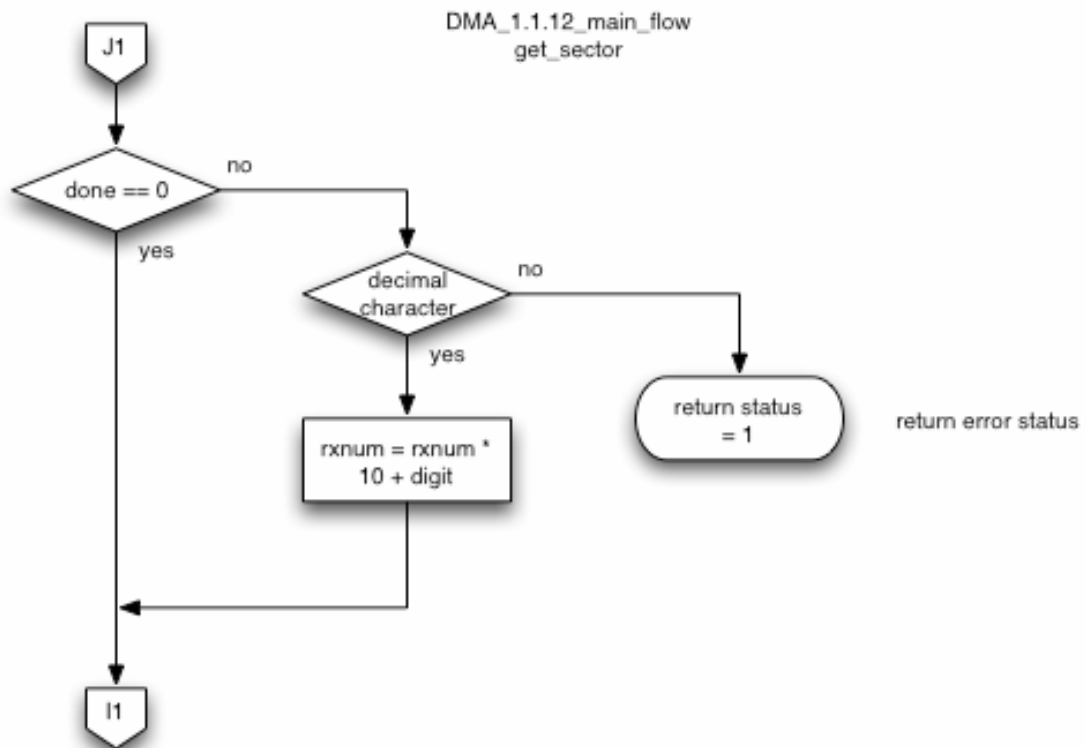 DMA_1.1.12_main_flow
get_sector
J1
done == 0
no
yes
decimal
character
no
yes
return status
= 1
return error status
rxnum = rxnum *
10 + digit
I1